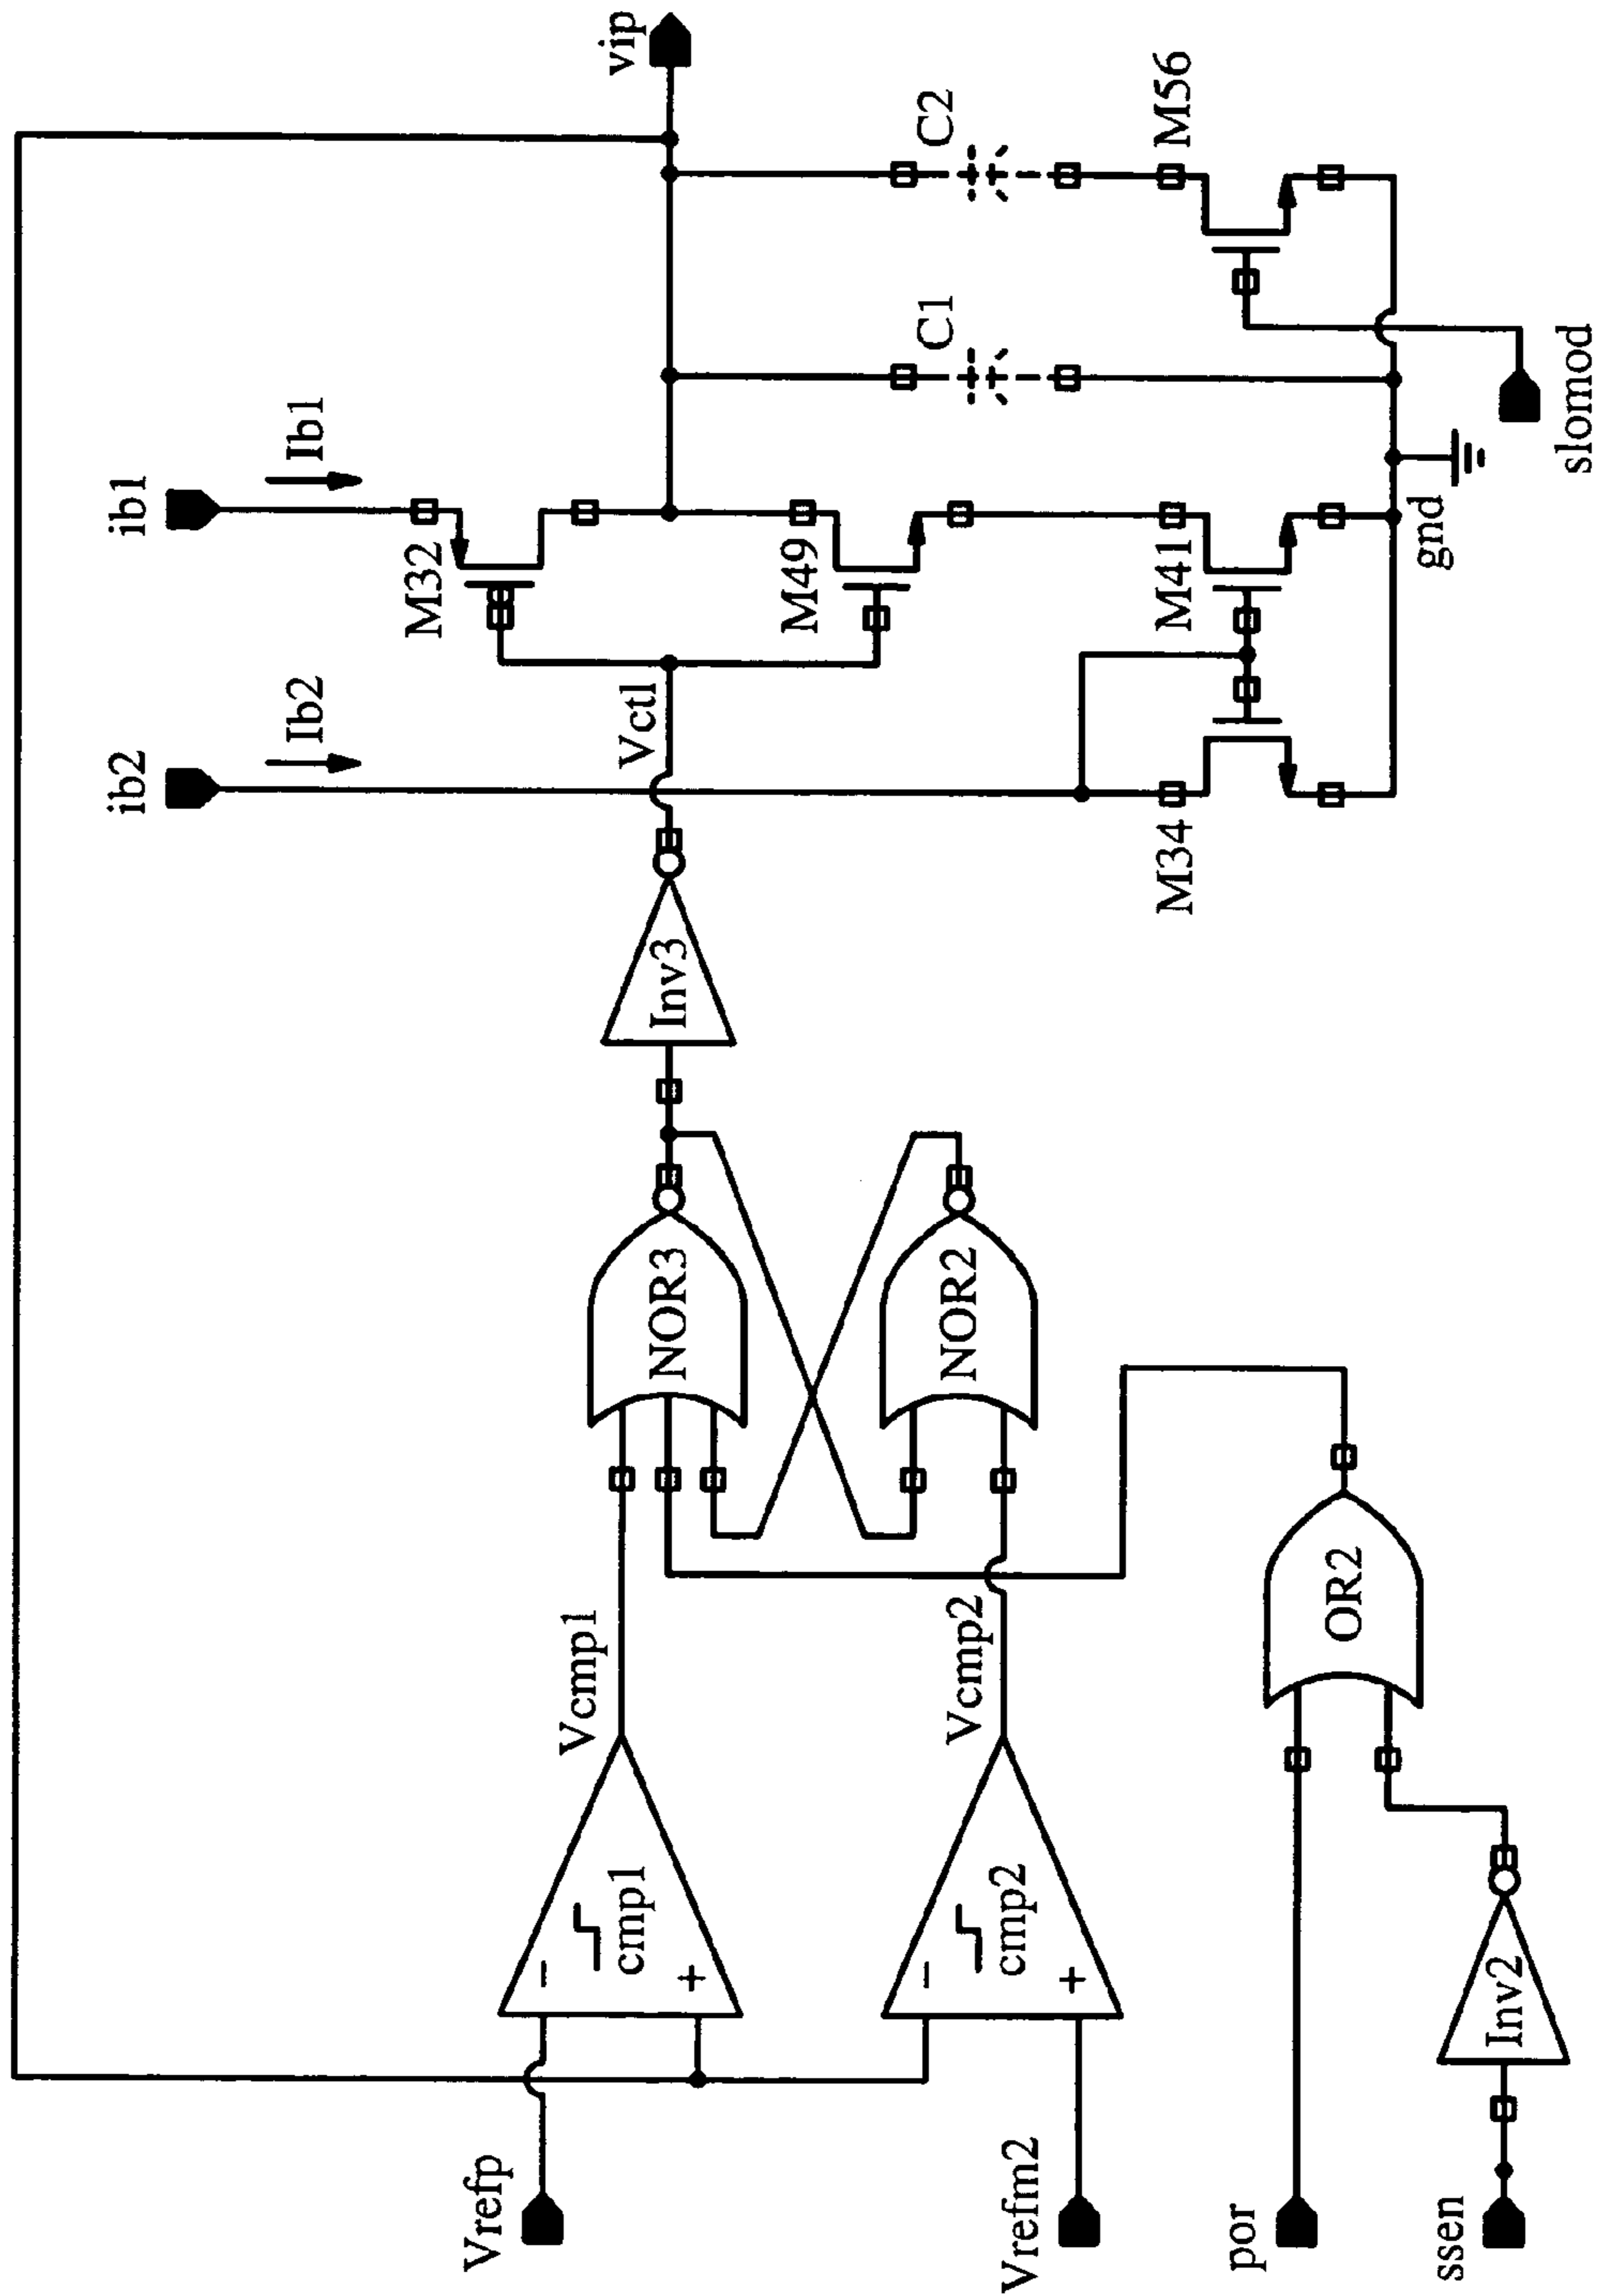 ib2
ib1
Ib2
Ib1
vip
M32
Vctl
M49
C1
C2
M34
M41
M56
gnd
slomod
Inv3
NOR3
NOR2
Vcmp1
Vcmp2
OR2
-
cmp1
+
-
cmp2
+
Inv2
Vrefp
Vrefm2
por
ssen